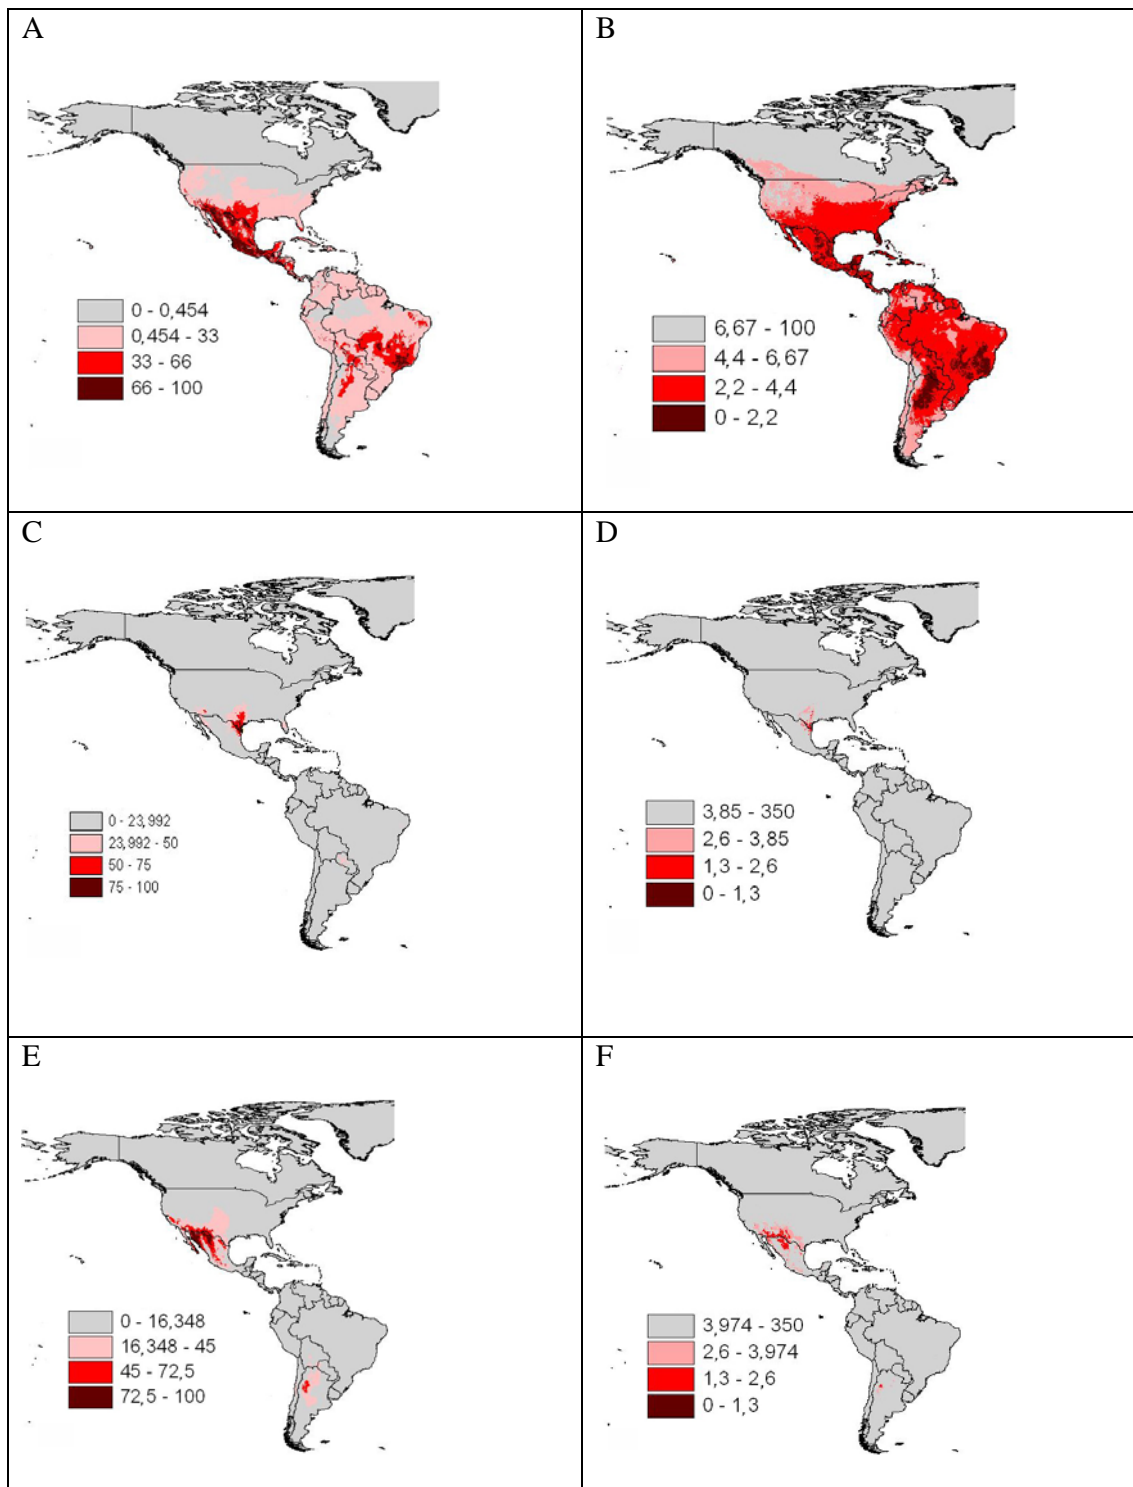 A
0 - 0,454
0,454 - 33
33 - 66
66 - 100
B
6,67 - 100
4,4 - 6,67
2,2 - 4,4
0 - 2,2
C
0 - 23,992
23,992 - 50
50 - 75
75 - 100
D
3,85 - 350
2,6 - 3,85
1,3 - 2,6
0 - 1,3
E
0 - 16,348
16,348 - 45
45 - 72,5
72,5 - 100
F
3,974 - 350
2,6 - 3,974
1,3 - 2,6
0 - 1,3